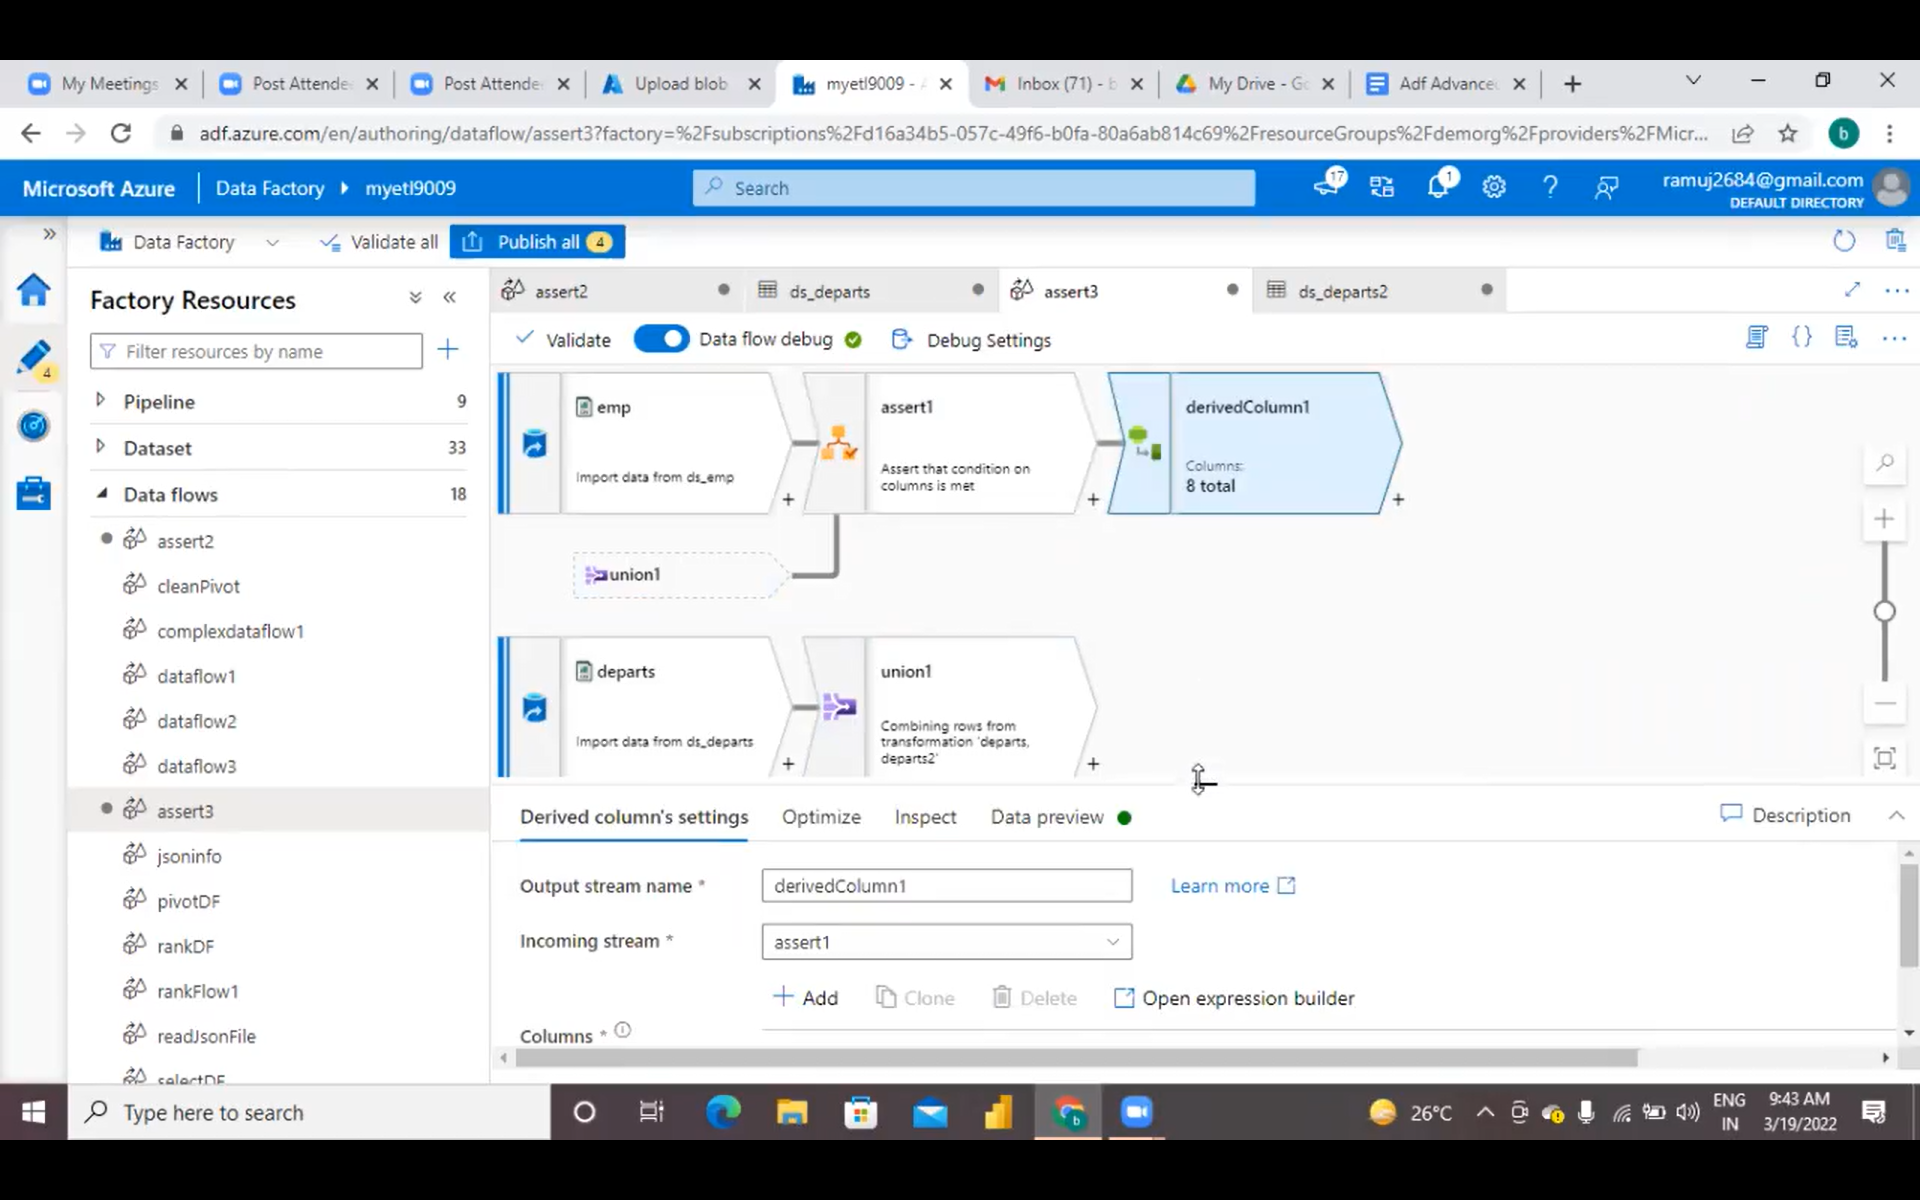 My Meetings
Post Attende
Post Attende
Upload blob
myetl9009 - A
Inbox (71) - b
My Drive - Go
Adf Advance
adf.azure.com/en/authoring/dataflow/assert3?factory=%2Fsubscriptions%2Fd16a34b5-057c-49f6-b0fa-80a6ab814c69%2FresourceGroups%2Fdemorg%2Fproviders%2FMicr...
b
Microsoft Azure
Data Factory
myetl9009
Search
17
1
ramuj2684@gmail.com
DEFAULT DIRECTORY
Data Factory
Validate all
Publish all 4
Factory Resources
Filter resources by name
4
Pipeline 9
Dataset 33
Data flows 18
assert2
cleanPivot
complexdataflow1
dataflow1
dataflow2
dataflow3
assert3
jsoninfo
pivotDF
rankDF
rankFlow1
readJsonFile
selectDF
assert2
ds_departs
assert3
ds_departs2
Validate
Data flow debug
Debug Settings
emp
Import data from ds_emp
assert1
Assert that condition on
columns is met
derivedColumn1
Columns:
8 total
union1
departs
Import data from ds_departs
union1
Combining rows from
transformation 'departs,
departs2'
Derived column's settings
Optimize
Inspect
Data preview
Description
Output stream name *
derivedColumn1
Learn more
Incoming stream *
assert1
Add
Clone
Delete
Open expression builder
Columns *
Type here to search
26°C
ENG
IN
9:43 AM
3/19/2022